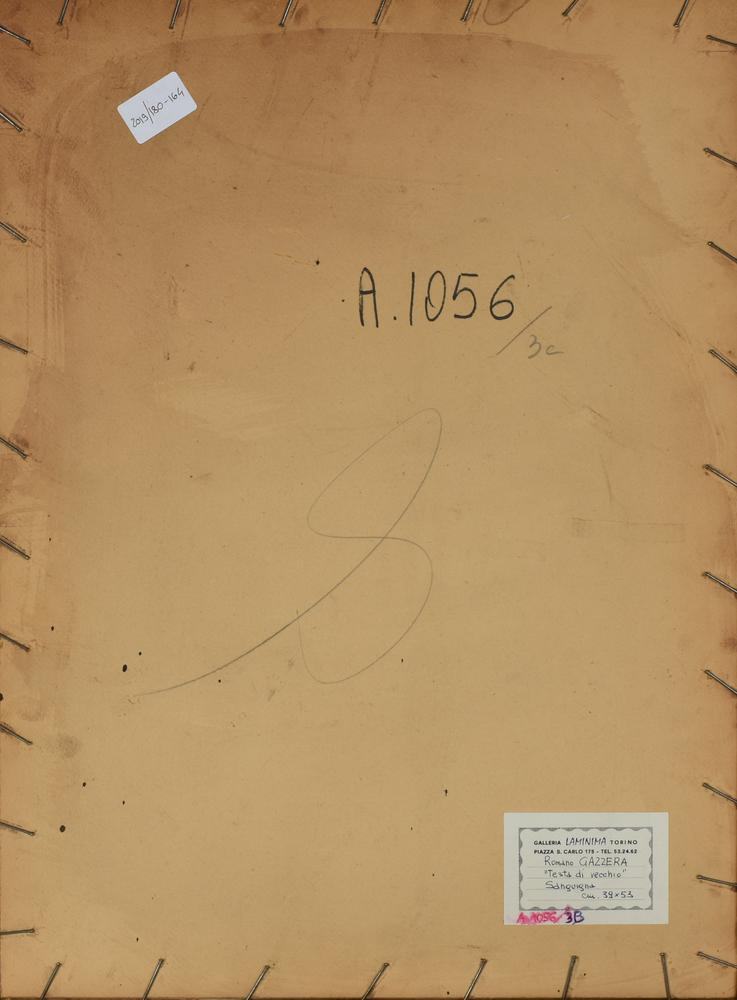 2019/180-164
A.1056
/3c
GALLERIA LAMINIMA TORINO
PIAZZA S. CARLO 175 - TEL. 53.24.62
Romano GAZZERA
"Testa di vecchio"
Sanguigna
cm. 39×53
A 1056/3B